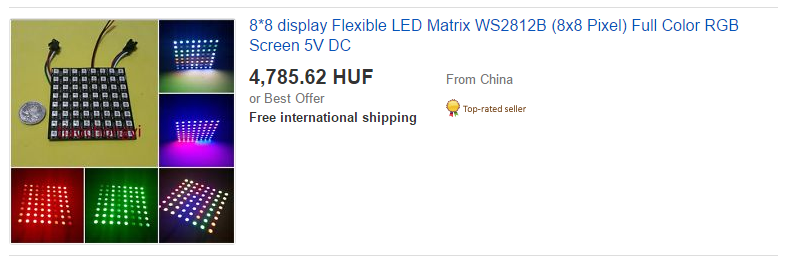 8*8 display Flexible LED Matrix WS2812B (8x8 Pixel) Full Color RGB
Screen 5V DC
4,785.62 HUF
From China
or Best Offer
Top-rated seller
Free international shipping